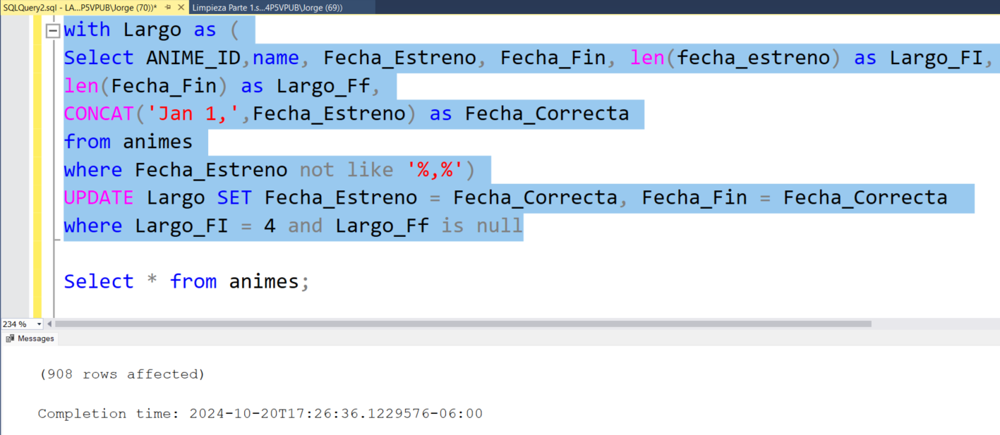 SQLQuery2.sql - LA...P5VPUB\Jorge (70))*
Limpieza Parte 1.s...4P5VPUB\Jorge (69))
with Largo as (
Select ANIME_ID,name, Fecha_Estreno, Fecha_Fin, len(fecha_estreno) as Largo_FI,
len(Fecha_Fin) as Largo_Ff,
CONCAT('Jan 1,',Fecha_Estreno) as Fecha_Correcta
from animes
where Fecha_Estreno not like '%,%')
UPDATE Largo SET Fecha_Estreno = Fecha_Correcta, Fecha_Fin = Fecha_Correcta
where Largo_FI = 4 and Largo_Ff is null
Select * from animes;
234 %
Messages
(908 rows affected)
Completion time: 2024-10-20T17:26:36.1229576-06:00